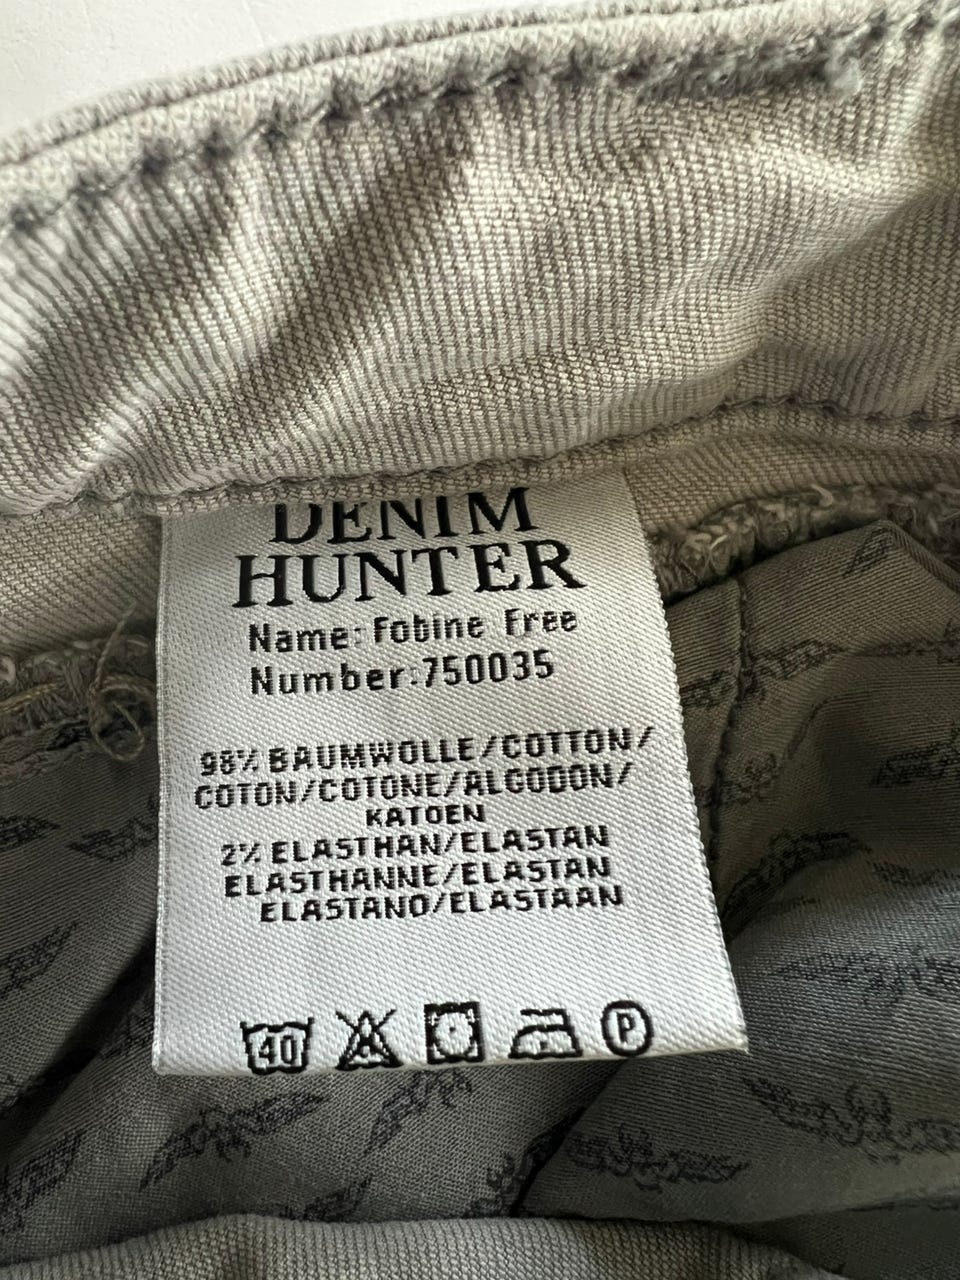 DENIM
HUNTER
Name: Fobine Free
Number:750035
98% BAUMWOLLE/COTTON/
COTON/COTONE/ALGODON/
KATOEN
2% ELASTHAN/ELASTAN
ELASTHANNE/ELASTAN
ELASTANO/ELASTAAN
40 P